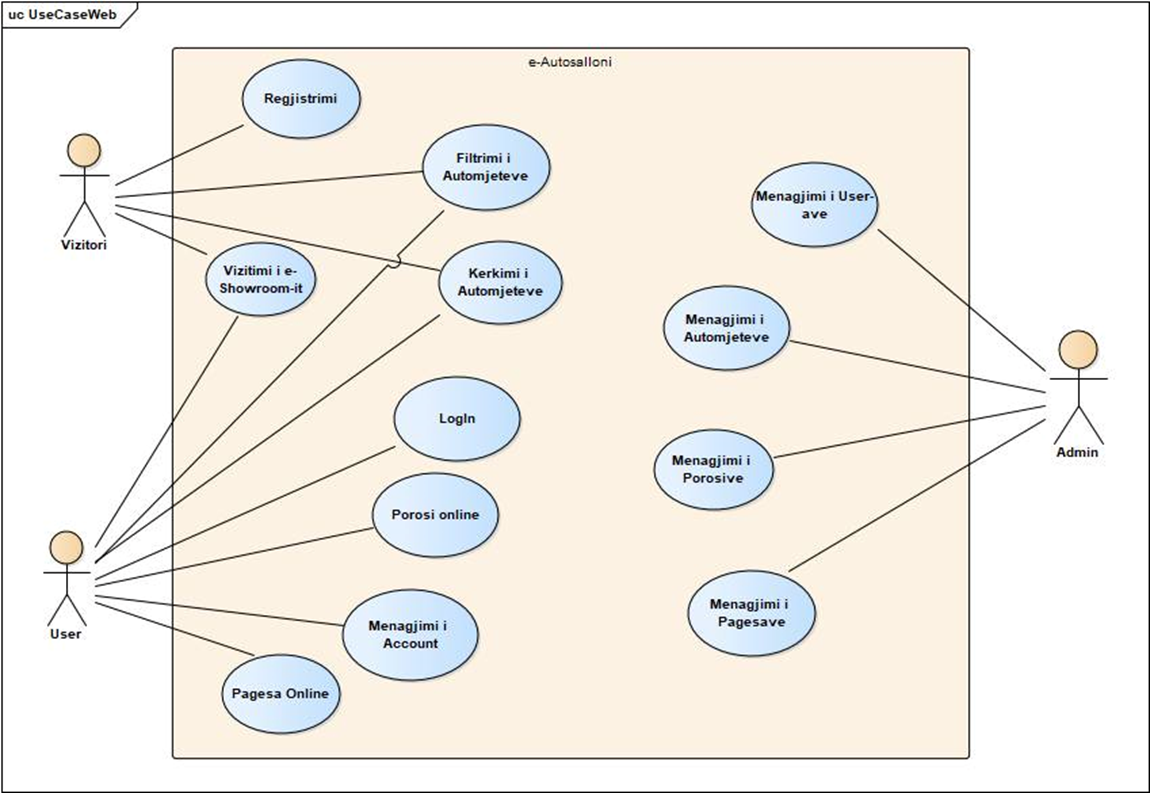 uc UseCaseWeb
e-Autosalloni
Regjistrimi
Filtrimi i
Automjeteve
Vizitori
Vizitimi i e-
Showroom-it
Kerkimi i
Automjeteve
LogIn
Porosi online
User
Menagjimi i
Account
Pagesa Online
Menagjimi i User-
ave
Menagjimi i
Automjeteve
Menagjimi i
Porosive
Admin
Menagjimi i
Pagesave